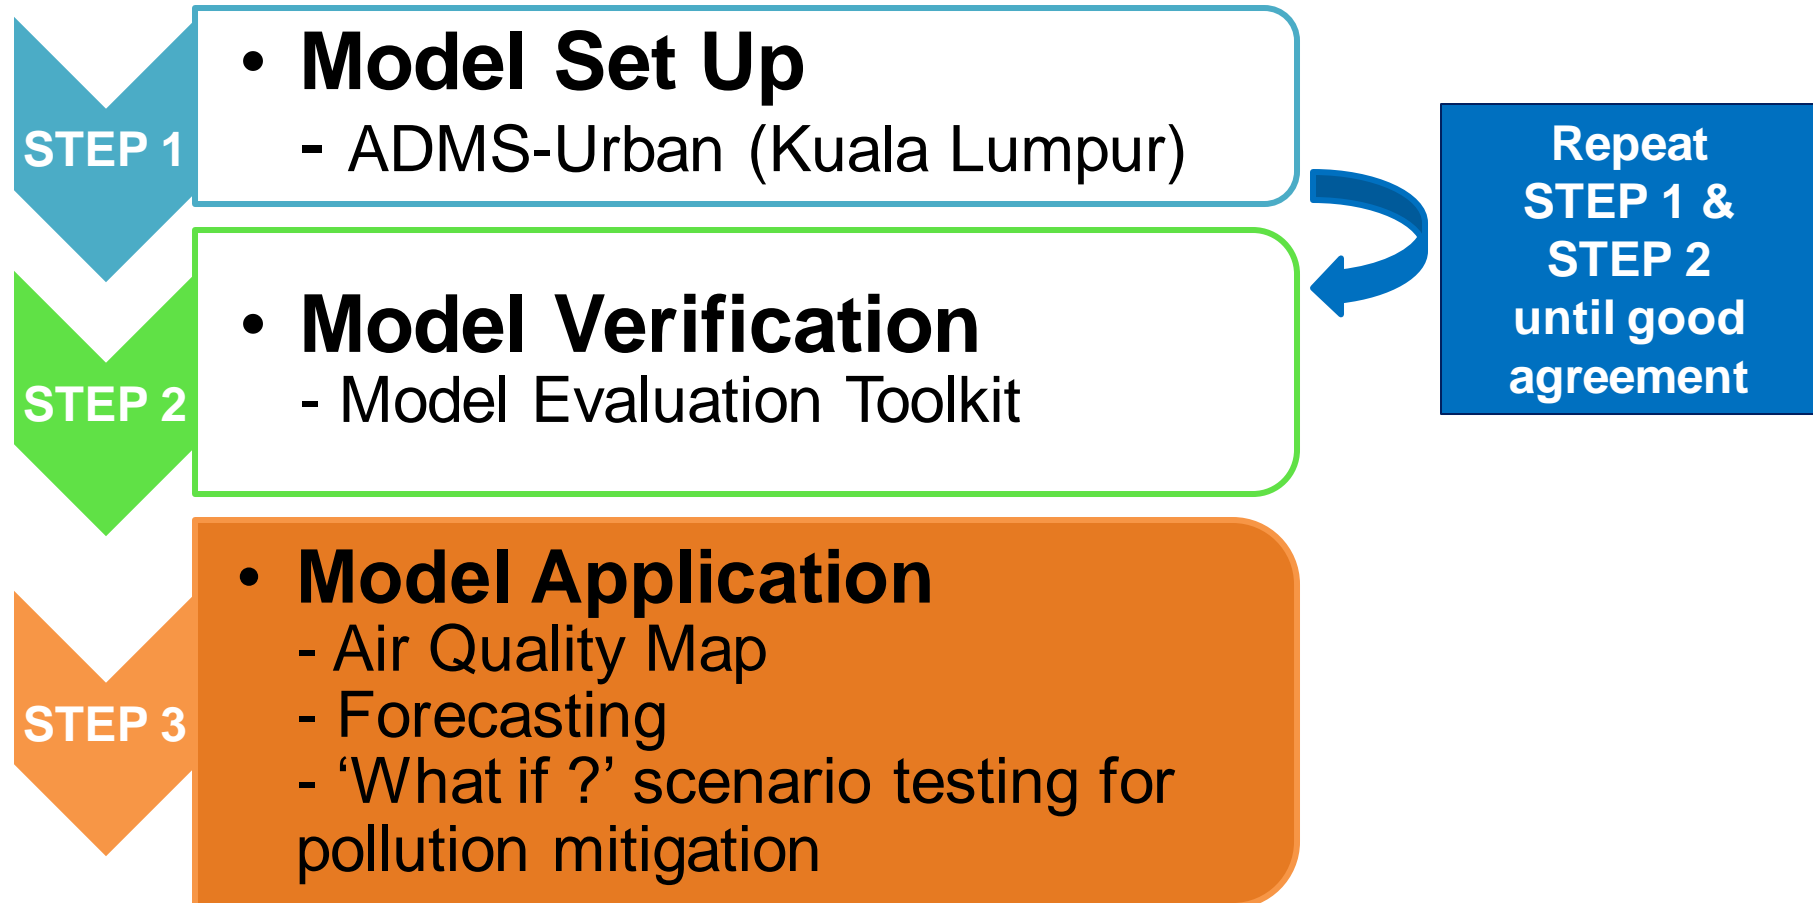 STEP 1
• Model Set Up
- ADMS-Urban (Kuala Lumpur)
Repeat
STEP 1 &
STEP 2
until good
agreement
STEP 2
• Model Verification
- Model Evaluation Toolkit
STEP 3
• Model Application
- Air Quality Map
- Forecasting
- ‘What if ?’ scenario testing for
pollution mitigation